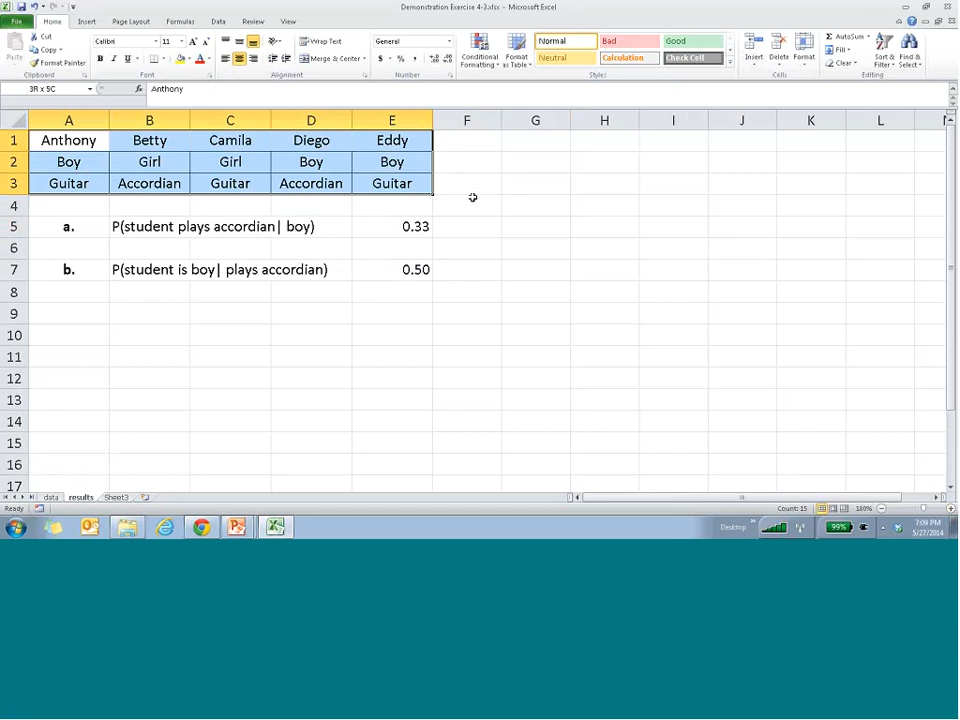 Demonstration Exercise 4-3.xlsx - Microsoft Excel
File Home Insert Page Layout Formulas Data Review View
Cut
Copy
Format Painter
Paste
Calibri 11
B I U
Wrap Text
Merge & Center
General
$ % ,
Conditional Formatting
Format as Table
Normal Bad Good
Neutral Calculation Check Cell
Insert Delete Format
Σ AutoSum
Fill
Clear
Sort & Filter
Find & Select
Clipboard Font Alignment Number Styles Cells Editing
3R x 5C fx Anthony
A B C D E F G H I J K L
1 Anthony Betty Camila Diego Eddy
2 Boy Girl Girl Boy Boy
3 Guitar Accordian Guitar Accordian Guitar
4
5 a. P(student plays accordian| boy) 0.33
6
7 b. P(student is boy| plays accordian) 0.50
8
9
10
11
12
13
14
15
16
17
data results Sheet3
Ready Count: 15 180%
Desktop 99% 7:09 PM
5/27/2014